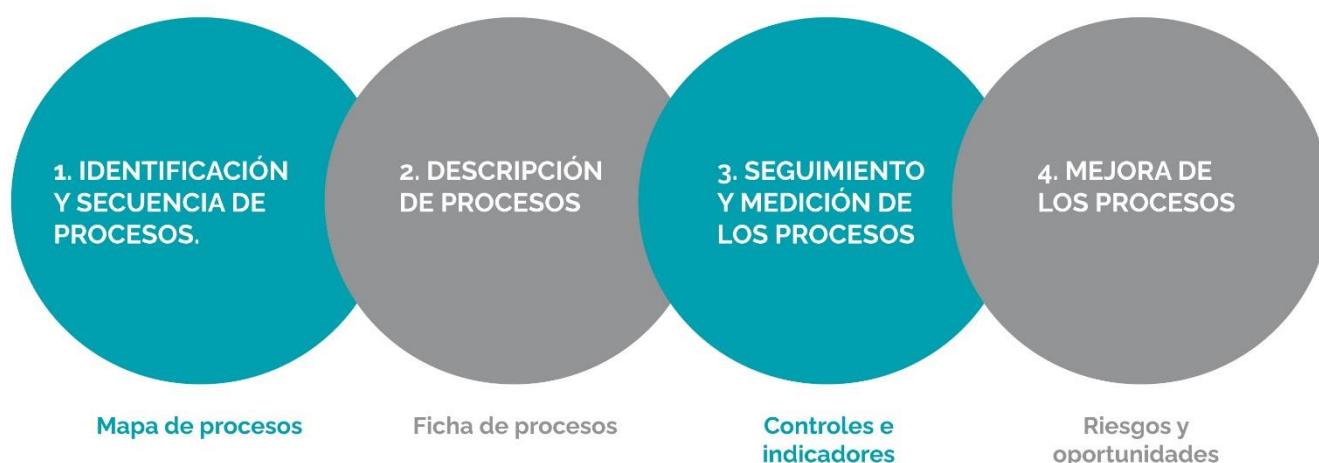 1. IDENTIFICACIÓN
Y SECUENCIA DE
PROCESOS.
2. DESCRIPCIÓN
DE PROCESOS
3. SEGUIMIENTO
Y MEDICIÓN DE
LOS PROCESOS
4. MEJORA DE
LOS PROCESOS
Mapa de procesos
Ficha de procesos
Controles e
indicadores
Riesgos y
oportunidades